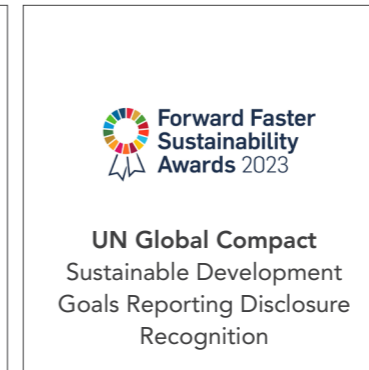 Forward Faster
Sustainability
Awards 2023
UN Global Compact
Sustainable Development
Goals Reporting Disclosure
Recognition